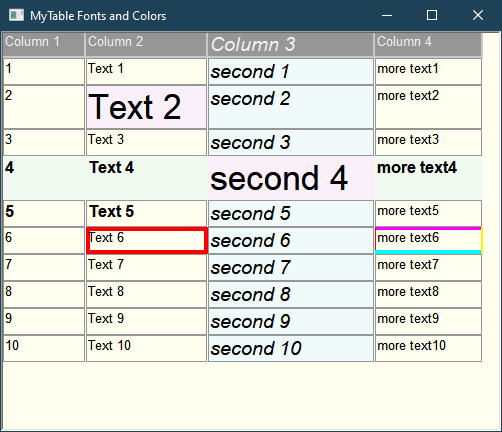 MyTable Fonts and Colors
Column 1 Column 2 Column 3 Column 4
1 Text 1 second 1 more text1
2 Text 2 second 2 more text2
3 Text 3 second 3 more text3
4 Text 4 second 4 more text4
5 Text 5 second 5 more text5
6 Text 6 second 6 more text6
7 Text 7 second 7 more text7
8 Text 8 second 8 more text8
9 Text 9 second 9 more text9
10 Text 10 second 10 more text10